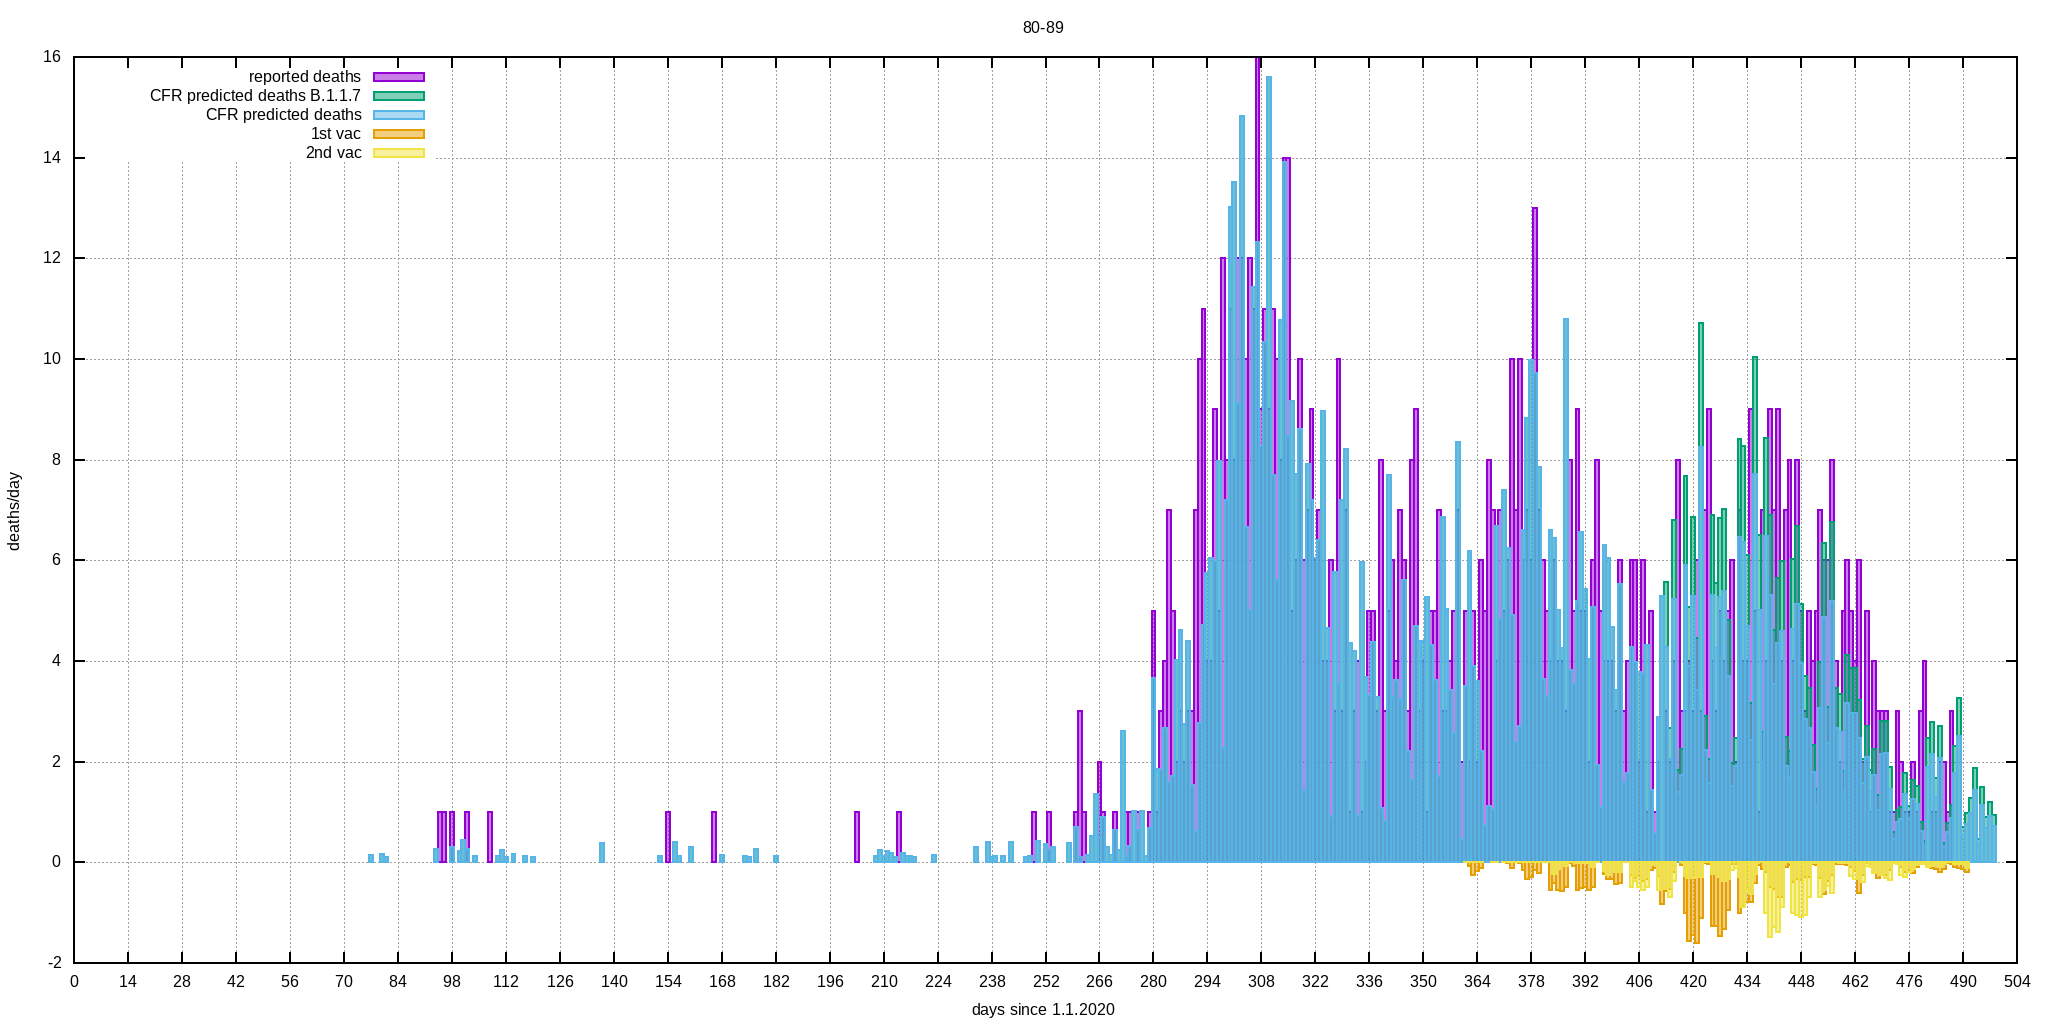 80-89
16
14
12
10
8
6
4
2
0
-2
deaths/day
reported deaths
CFR predicted deaths B.1.1.7
CFR predicted deaths
1st vac
2nd vac
0 14 28 42 56 70 84 98 112 126 140 154 168 182 196 210 224 238 252 266 280 294 308 322 336 350 364 378 392 406 420 434 448 462 476 490 504
days since 1.1.2020